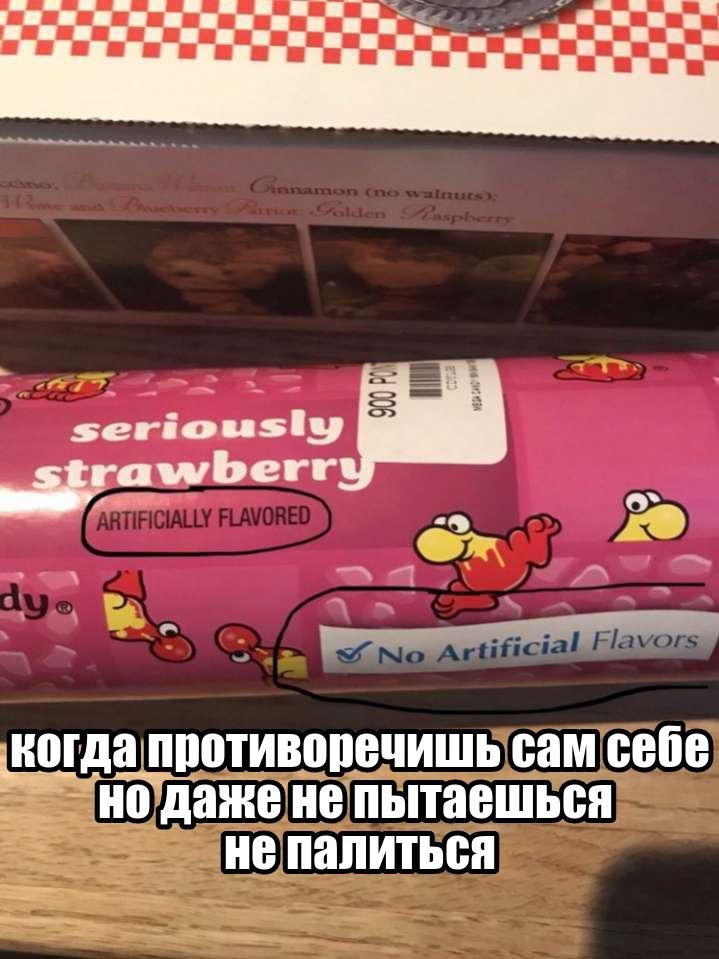 Cinnamon (no walnuts);
Golden Raspberry
seriously
strawberry
900
ARTIFICIALLY FLAVORED
dy®
No Artificial Flavors
когда противоречишь сам себе
но даже не пытаешься
не палиться